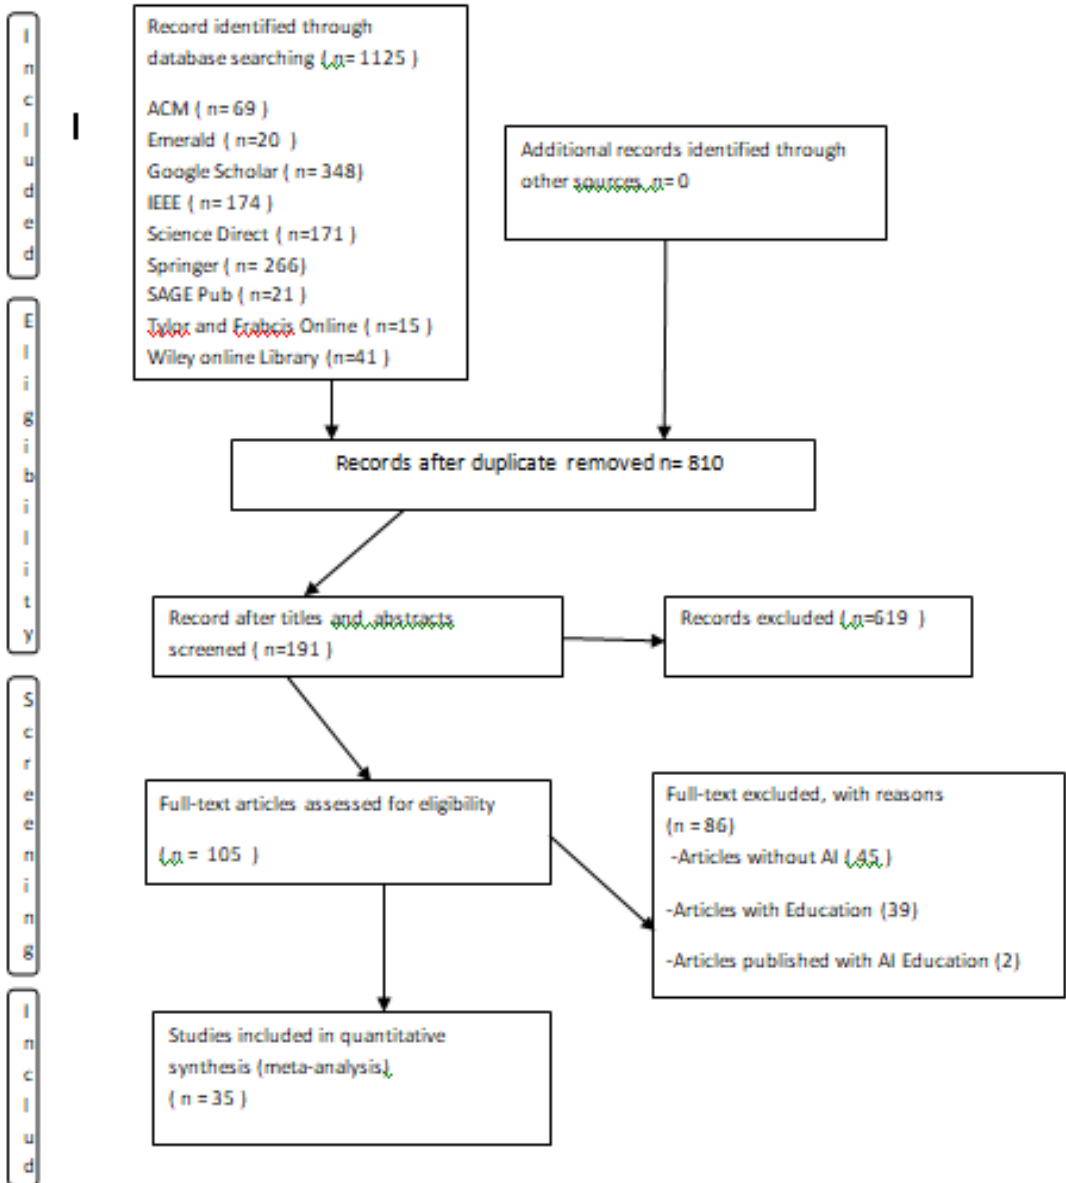 Included
Record identified through
database searching ( n= 1125 )
ACM ( n= 69 )
Emerald ( n=20 )
Google Scholar ( n= 348)
IEEE ( n= 174 )
Science Direct ( n=171 )
Springer ( n= 266)
SAGE Pub ( n=21 )
Tylor and Frabcis Online ( n=15 )
Wiley online Library (n=41 )
Additional records identified through
other sources n= 0
Eligibility
Records after duplicate removed n= 810
Record after titles and abstracts
screened ( n=191 )
Records excluded ( n=619 )
Screening
Full-text articles assessed for eligibility
( n = 105 )
Full-text excluded, with reasons
(n = 86)
-Articles without AI ( 45 )
-Articles with Education (39)
-Articles published with AI Education (2)
Includ
Studies included in quantitative
synthesis (meta-analysis)
( n = 35 )